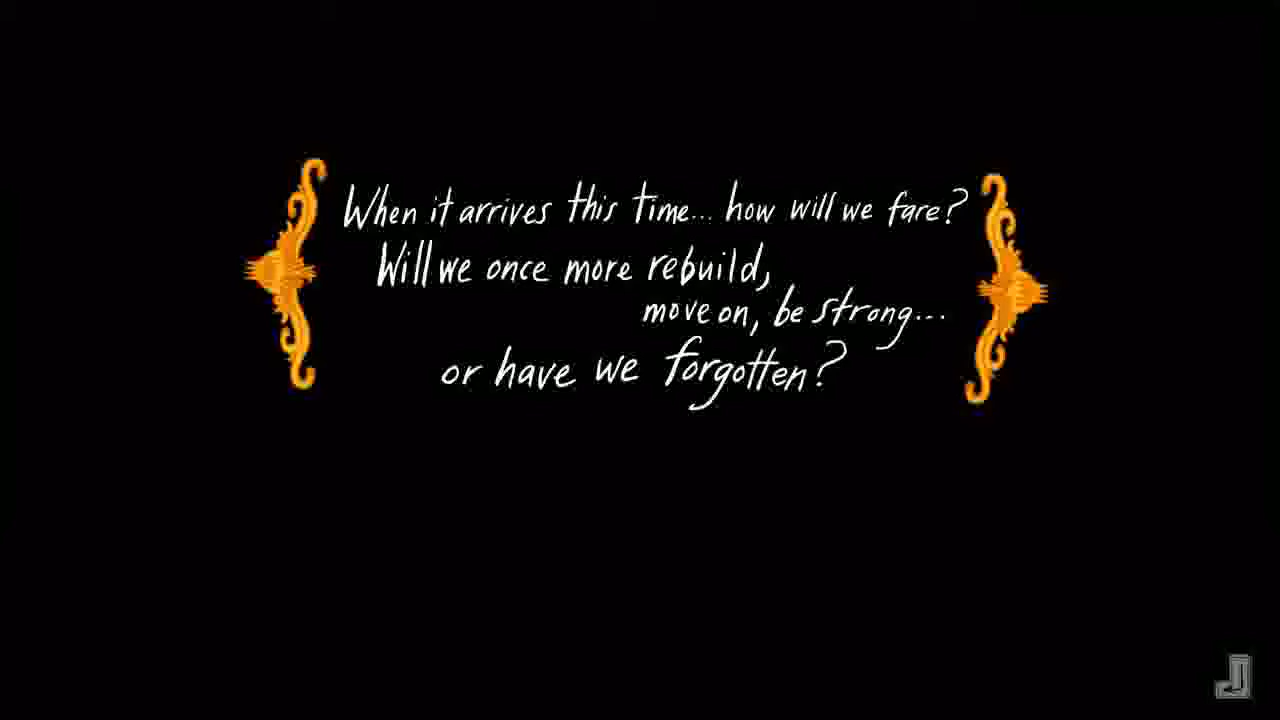 When it arrives this time... how will we fare?
Will we once more rebuild,
move on, be strong...
or have we forgotten?
J